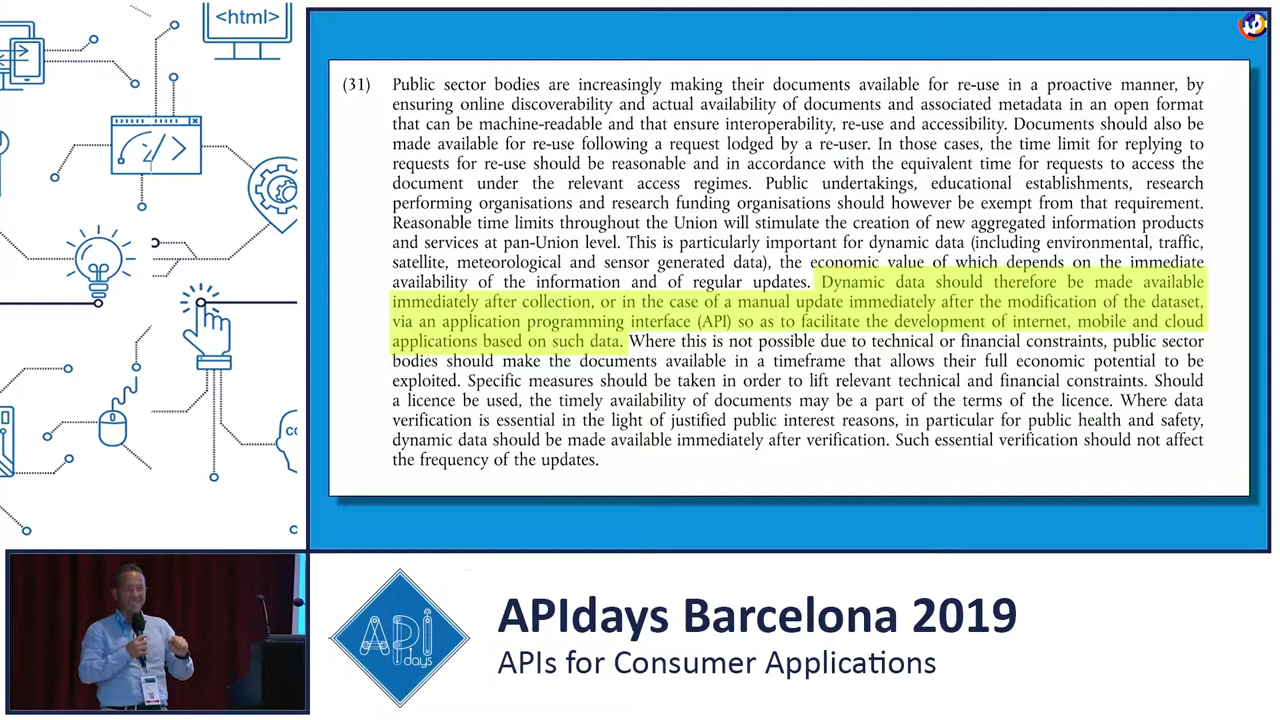 <html>
(31) Public sector bodies are increasingly making their documents available for re-use in a proactive manner, by
ensuring online discoverability and actual availability of documents and associated metadata in an open format
that can be machine-readable and that ensure interoperability, re-use and accessibility. Documents should also be
made available for re-use following a request lodged by a re-user. In those cases, the time limit for replying to
requests for re-use should be reasonable and in accordance with the equivalent time for requests to access the
document under the relevant access regimes. Public undertakings, educational establishments, research
performing organisations and research funding organisations should however be exempt from that requirement.
Reasonable time limits throughout the Union will stimulate the creation of new aggregated information products
and services at pan-Union level. This is particularly important for dynamic data (including environmental, traffic,
satellite, meteorological and sensor generated data), the economic value of which depends on the immediate
availability of the information and of regular updates. Dynamic data should therefore be made available
immediately after collection, or in the case of a manual update immediately after the modification of the dataset,
via an application programming interface (API) so as to facilitate the development of internet, mobile and cloud
applications based on such data. Where this is not possible due to technical or financial constraints, public sector
bodies should make the documents available in a timeframe that allows their full economic potential to be
exploited. Specific measures should be taken in order to lift relevant technical and financial constraints. Should
a licence be used, the timely availability of documents may be a part of the terms of the licence. Where data
verification is essential in the light of justified public interest reasons, in particular for public health and safety,
dynamic data should be made available immediately after verification. Such essential verification should not affect
the frequency of the updates.
API
days
APIdays Barcelona 2019
APIs for Consumer Applications